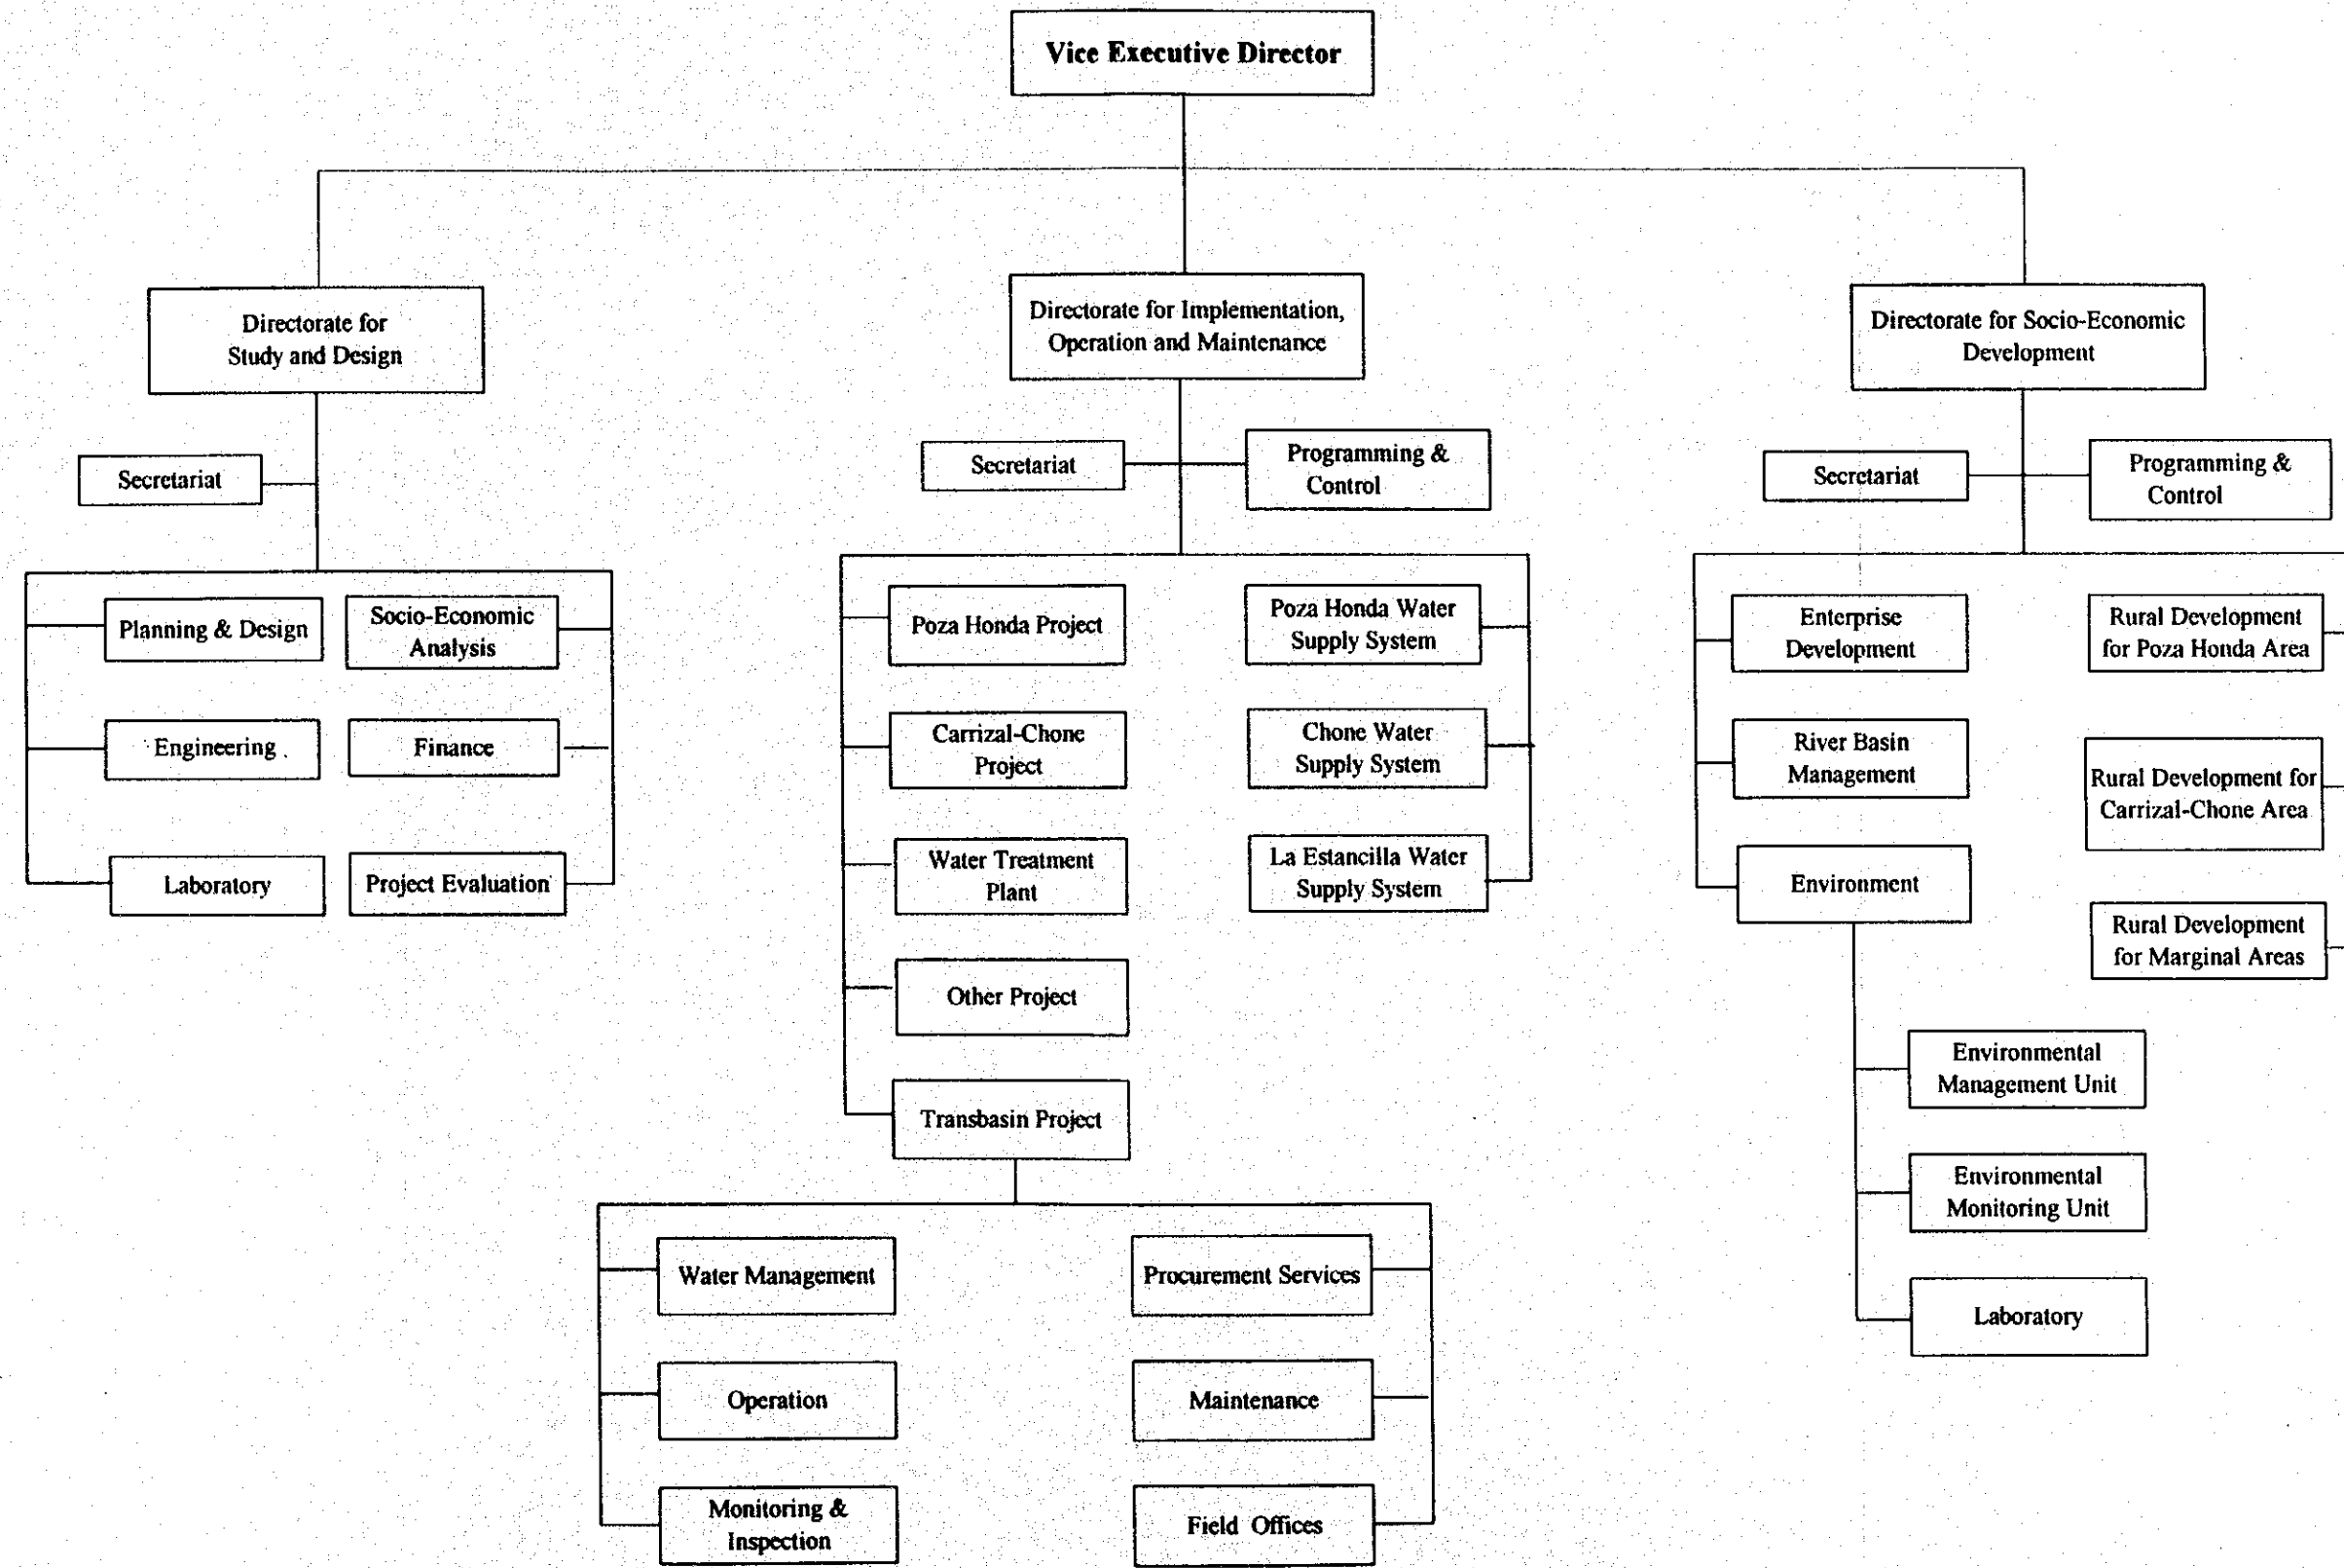 Vice Executive Director
Directorate for
Study and Design
Directorate for Implementation,
Operation and Maintenance
Directorate for Socio-Economic
Development
Secretariat
Secretariat
Programming &
Control
Secretariat
Programming &
Control
Planning & Design
Socio-Economic
Analysis
Engineering
Finance
Laboratory
Project Evaluation
Poza Honda Project
Poza Honda Water
Supply System
Carrizal-Chone
Project
Chone Water
Supply System
Water Treatment
Plant
La Estancilla Water
Supply System
Other Project
Transbasin Project
Water Management
Procurement Services
Operation
Maintenance
Monitoring &
Inspection
Field Offices
Enterprise
Development
Rural Development
for Poza Honda Area
River Basin
Management
Rural Development for
Carrizal-Chone Area
Environment
Rural Development
for Marginal Areas
Environmental
Management Unit
Environmental
Monitoring Unit
Laboratory